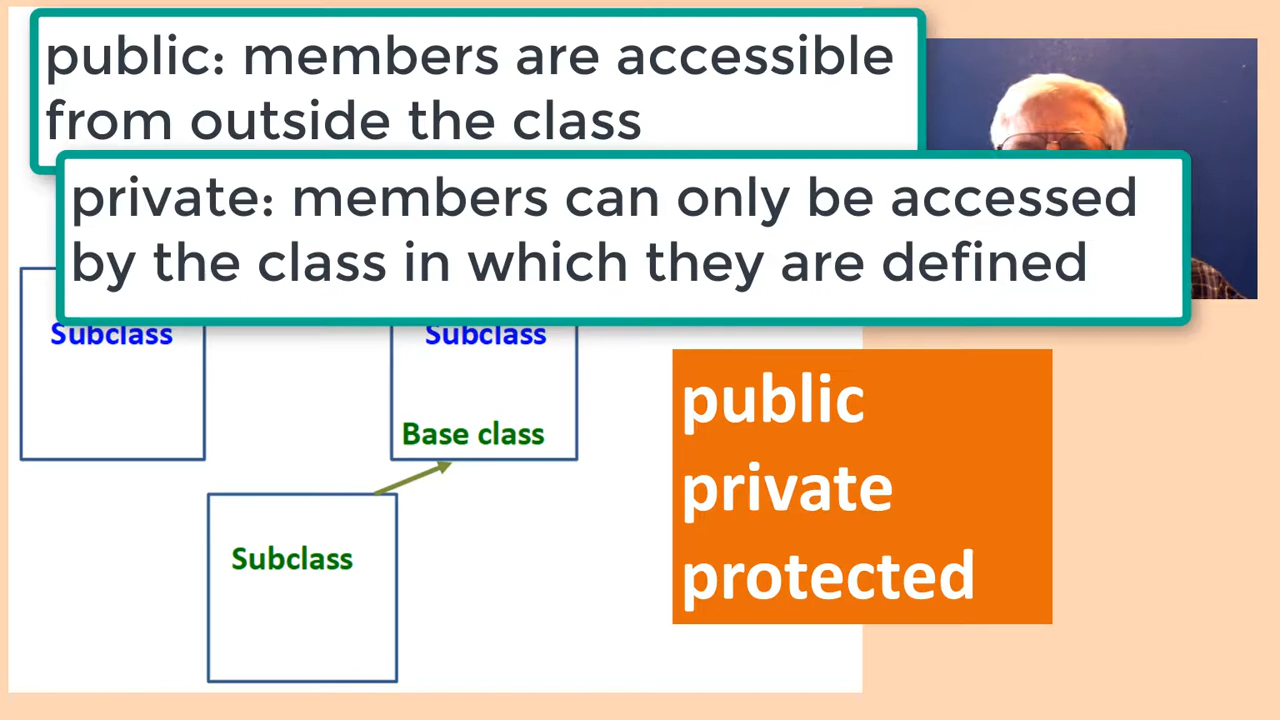 public: members are accessible
from outside the class
private: members can only be accessed
by the class in which they are defined
Subclass
Subclass
Base class
Subclass
public
private
protected